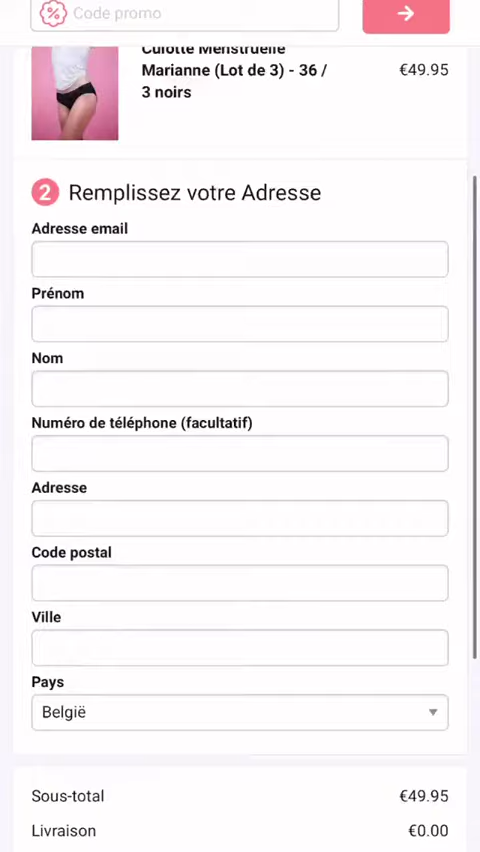 Code promo
Culotte Menstruelle
Marianne (Lot de 3) - 36 /
3 noirs
€49.95
2 Remplissez votre Adresse
Adresse email
Prénom
Nom
Numéro de téléphone (facultatif)
Adresse
Code postal
Ville
Pays
België
Sous-total €49.95
Livraison €0.00